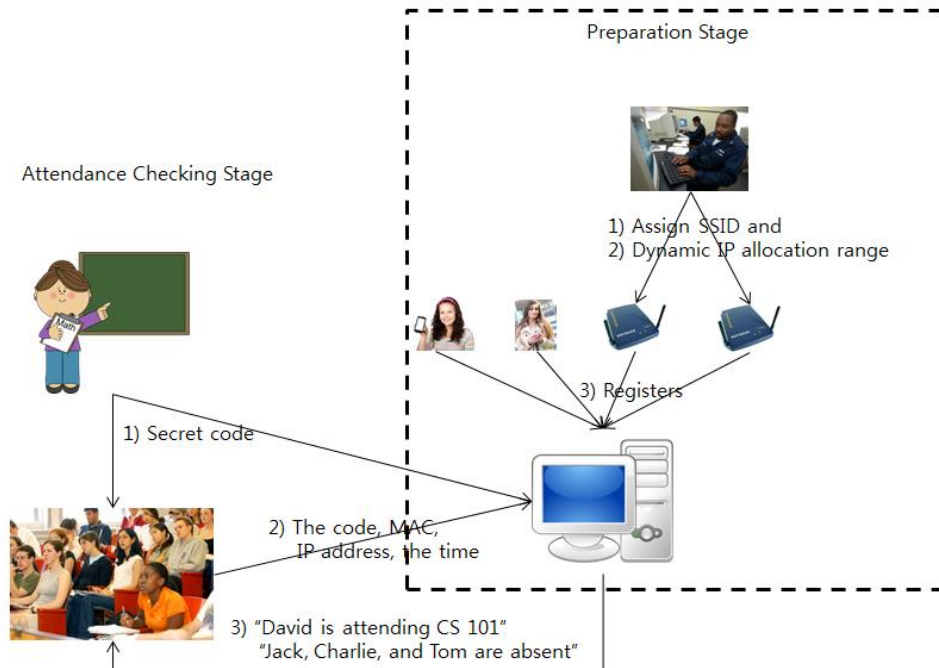 Preparation Stage
Attendance Checking Stage
1) Assign SSID and
2) Dynamic IP allocation range
Math
3) Registers
1) Secret code
2) The code, MAC,
IP address, the time
3) “David is attending CS 101”
“Jack, Charlie, and Tom are absent”